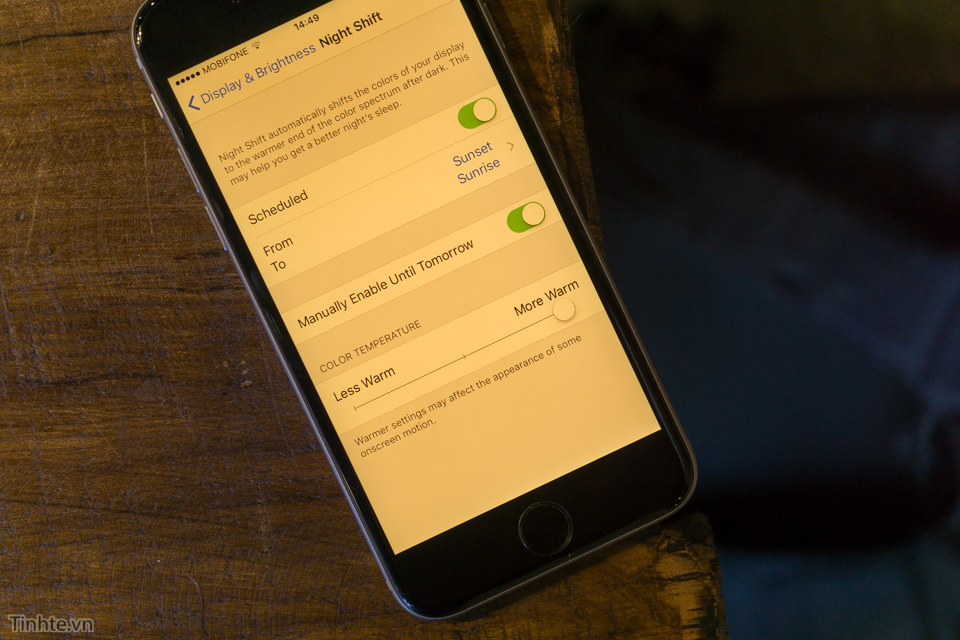 ●●●●● MOBIFONE 14:49
Display & Brightness Night Shift
Night Shift automatically shifts the colors of your display
to the warmer end of the color spectrum after dark. This
may help you get a better night's sleep.
Scheduled
From Sunset
To Sunrise
Manually Enable Until Tomorrow
COLOR TEMPERATURE
Less Warm More Warm
Warmer settings may affect the appearance of some
onscreen motion.
Tinhte.vn